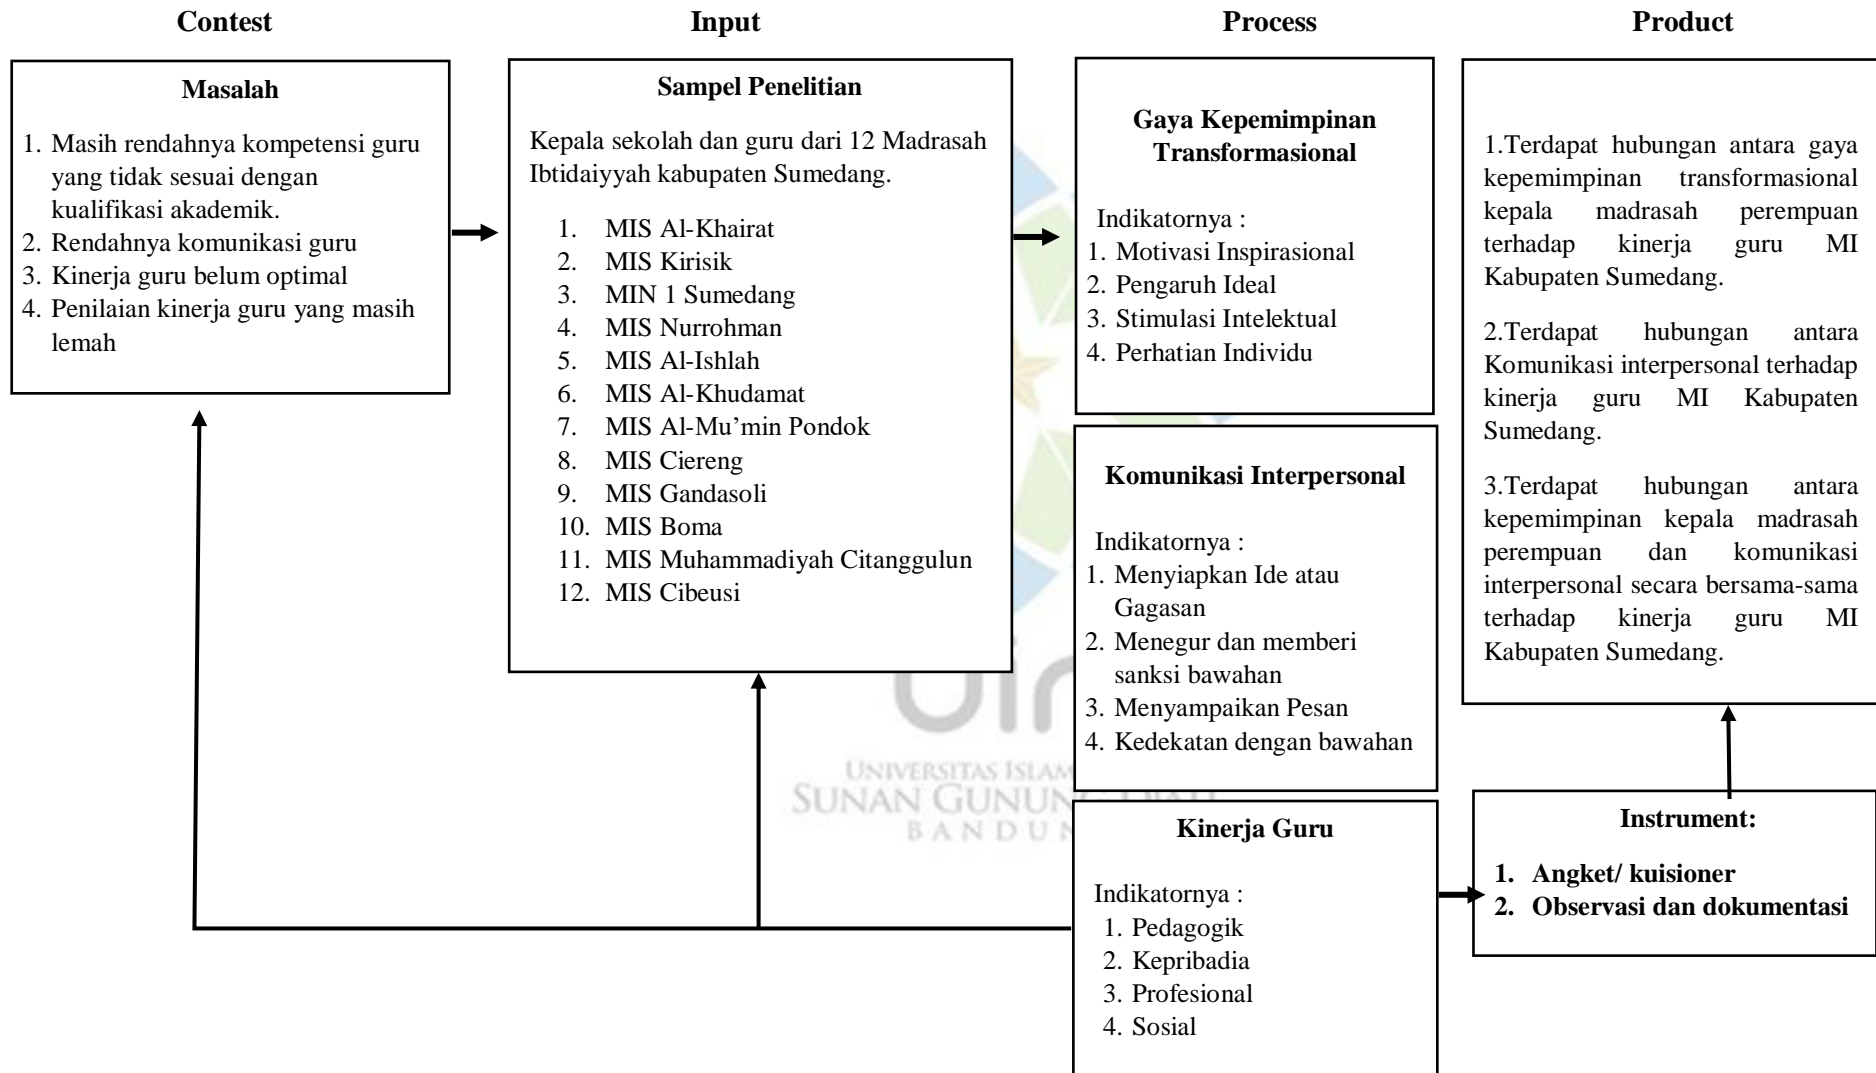 Contest
Input
Process
Product
Masalah
1. Masih rendahnya kompetensi guru
yang tidak sesuai dengan
kualifikasi akademik.
2. Rendahnya komunikasi guru
3. Kinerja guru belum optimal
4. Penilaian kinerja guru yang masih
lemah
Sampel Penelitian
Kepala sekolah dan guru dari 12 Madrasah
Ibtidaiyyah kabupaten Sumedang.
1. MIS Al-Khairat
2. MIS Kirisik
3. MIN 1 Sumedang
4. MIS Nurrohman
5. MIS Al-Ishlah
6. MIS Al-Khudamat
7. MIS Al-Mu’min Pondok
8. MIS Ciereng
9. MIS Gandasoli
10. MIS Boma
11. MIS Muhammadiyah Citanggulun
12. MIS Cibeusi
Gaya Kepemimpinan
Transformasional
Indikatornya :
1. Motivasi Inspirasional
2. Pengaruh Ideal
3. Stimulasi Intelektual
4. Perhatian Individu
Komunikasi Interpersonal
Indikatornya :
1. Menyiapkan Ide atau
Gagasan
2. Menegur dan memberi
sanksi bawahan
3. Menyampaikan Pesan
4. Kedekatan dengan bawahan
Kinerja Guru
Indikatornya :
1. Pedagogik
2. Kepribadia
3. Profesional
4. Sosial
1.Terdapat hubungan antara gaya
kepemimpinan transformasional
kepala madrasah perempuan
terhadap kinerja guru MI
Kabupaten Sumedang.
2.Terdapat hubungan antara
Komunikasi interpersonal terhadap
kinerja guru MI Kabupaten
Sumedang.
3.Terdapat hubungan antara
kepemimpinan kepala madrasah
perempuan dan komunikasi
interpersonal secara bersama-sama
terhadap kinerja guru MI
Kabupaten Sumedang.
Instrument:
1. Angket/ kuisioner
2. Observasi dan dokumentasi
UNIVERSITAS ISLAM
SUNAN GUNUNG